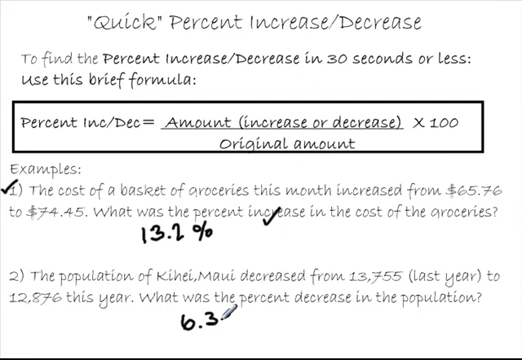 "Quick" Percent Increase/Decrease
To find the Percent Increase/Decrease in 30 seconds or less:
Use this brief formula:
Percent Inc/Dec= Amount (increase or decrease) X 100
Original amount
Examples:
1) The cost of a basket of groceries this month increased from $65.76
to $74.45. What was the percent increase in the cost of the groceries?
13.2 %
2) The population of Kihei,Maui decreased from 13,755 (last year) to
12,876 this year. What was the percent decrease in the population?
6.3